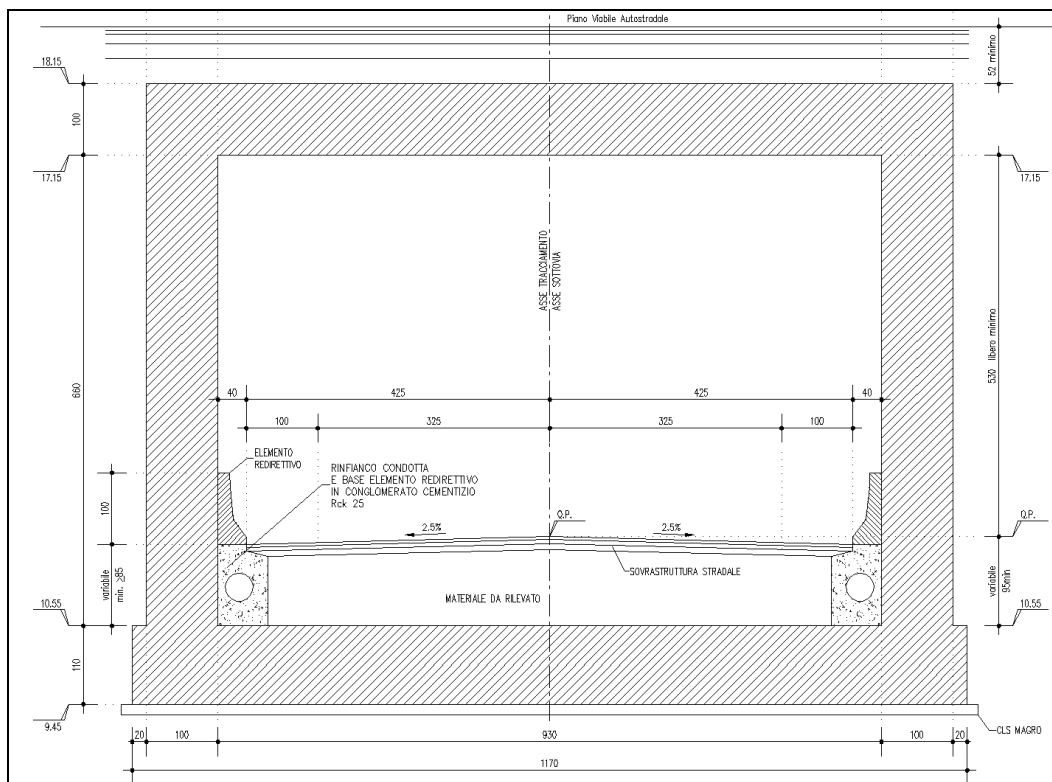 Piano Viabile Autostradale
18.15
52 minimo
100
17.15
17.15
ASSE TRACCIAMENTO
ASSE SOTTOVIA
660
530 libero minimo
40
425
425
40
100
325
325
100
ELEMENTO
REDIRETTIVO
RINFIANCO CONDOTTA
E BASE ELEMENTO REDIRETTIVO
IN CONGLOMERATO CEMENTIZIO
Rck 25
100
2.5%
Q.P.
2.5%
Q.P.
SOVRASTRUTTURA STRADALE
variabile
min. ≥85
MATERIALE DA RILEVATO
variabile
95min
10.55
10.55
110
9.45
CLS MAGRO
20
100
930
100
20
1170